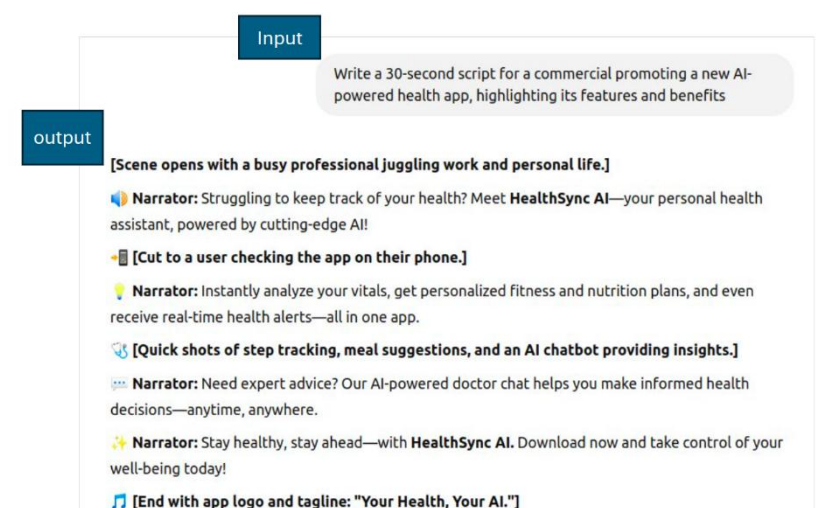 Input
Write a 30-second script for a commercial promoting a new AI-
powered health app, highlighting its features and benefits
output
[Scene opens with a busy professional juggling work and personal life.]
🔊 Narrator: Struggling to keep track of your health? Meet HealthSync AI—your personal health
assistant, powered by cutting-edge AI!
📲 [Cut to a user checking the app on their phone.]
💡 Narrator: Instantly analyze your vitals, get personalized fitness and nutrition plans, and even
receive real-time health alerts—all in one app.
🩺 [Quick shots of step tracking, meal suggestions, and an AI chatbot providing insights.]
💬 Narrator: Need expert advice? Our AI-powered doctor chat helps you make informed health
decisions—anytime, anywhere.
✨ Narrator: Stay healthy, stay ahead—with HealthSync AI. Download now and take control of your
well-being today!
🎵 [End with app logo and tagline: "Your Health, Your AI."]